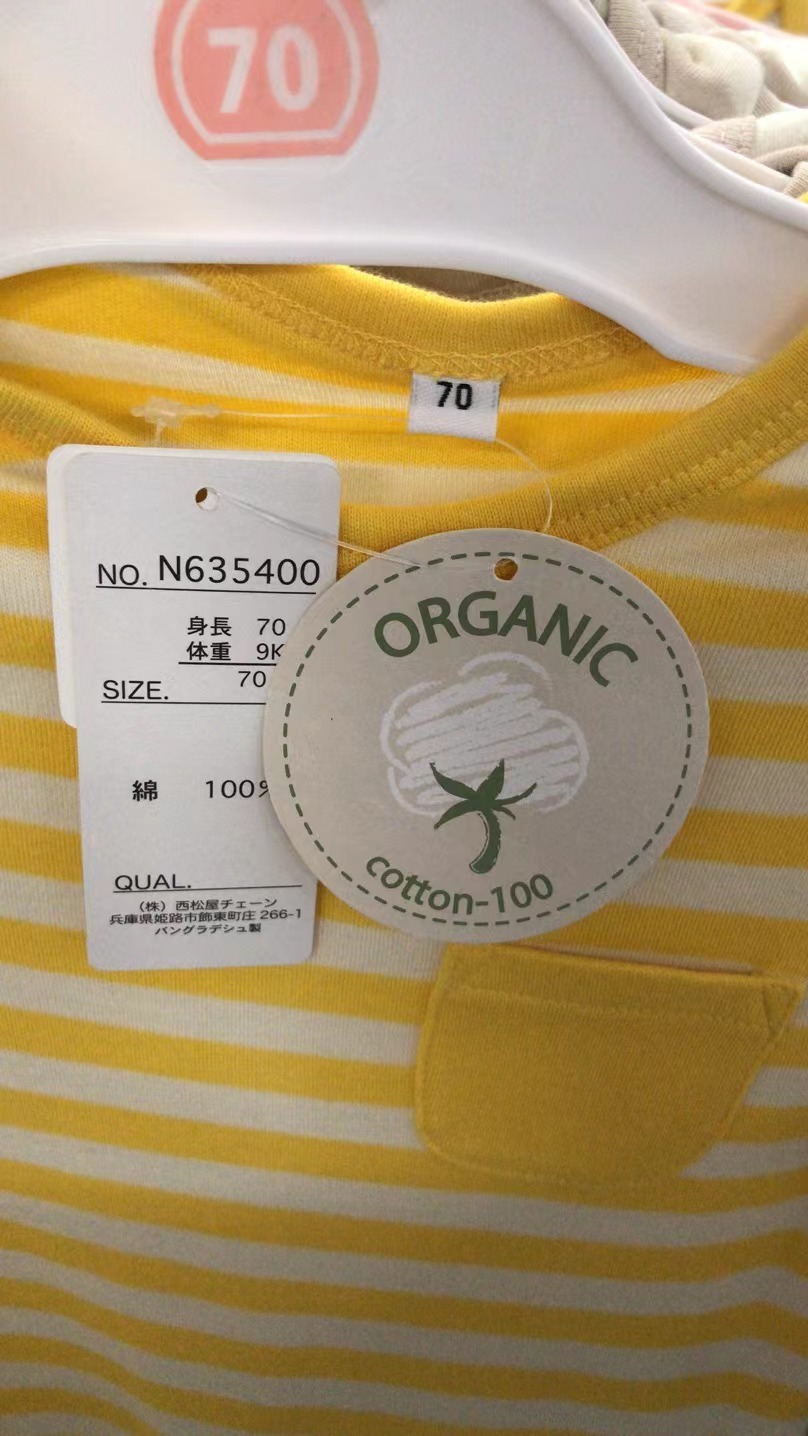 70
70
NO. N635400
身長 70
体重 9K
SIZE. 70
綿 100%
QUAL.
(株) 西松屋チェーン
兵庫県姫路市飾東町庄 266-1
バングラデシュ製
ORGANIC
cotton-100